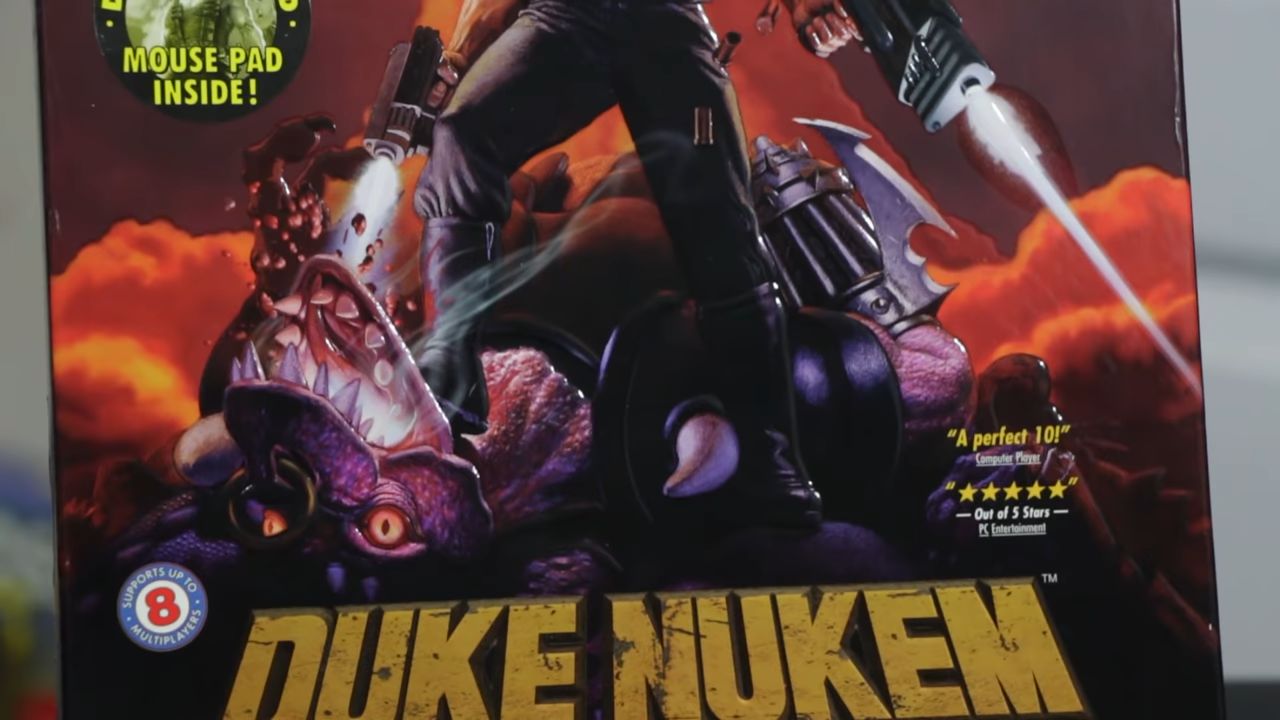 MOUSE PAD
INSIDE!
"A perfect 10!"
Computer Player
"★★★★★"
— Out of 5 Stars —
PC Entertainment
SUPPORTS UP TO
8
MULTIPLAYERS
DUKE NUKEM
TM